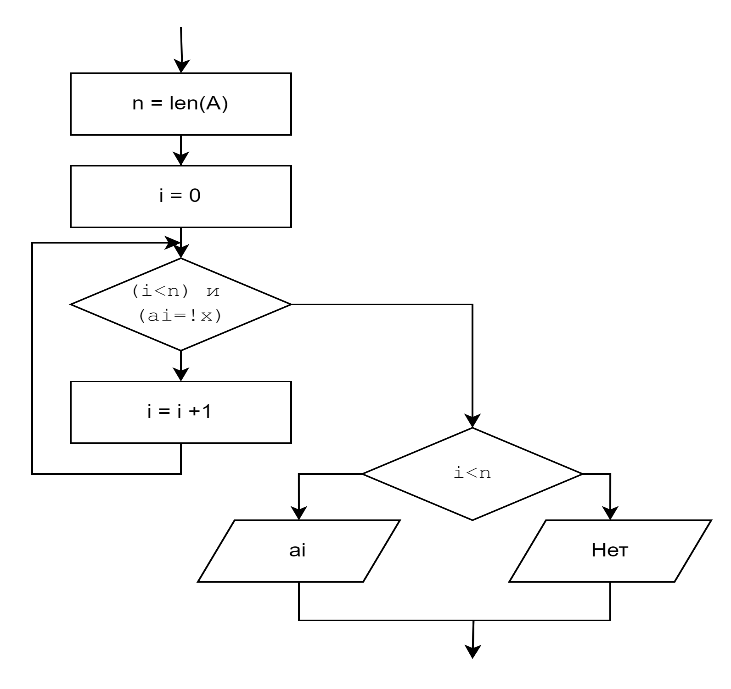 n = len(A)
i = 0
(i<n) и
(ai=!x)
i = i +1
i<n
ai
Нет